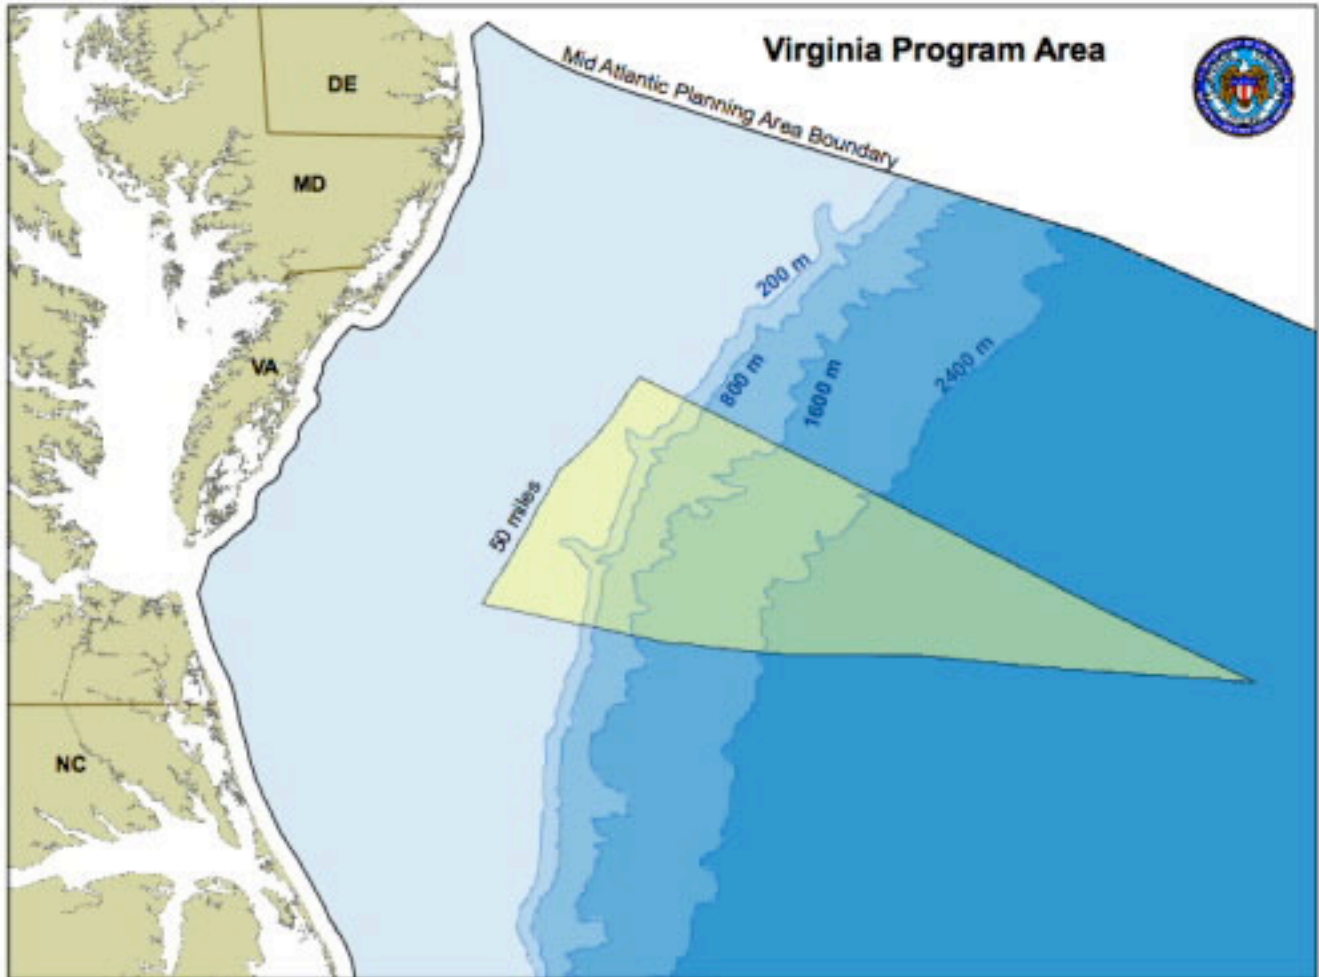 Virginia Program Area
Mid Atlantic Planning Area Boundary
DE
MD
VA
NC
200 m
800 m
1600 m
2400 m
50 miles